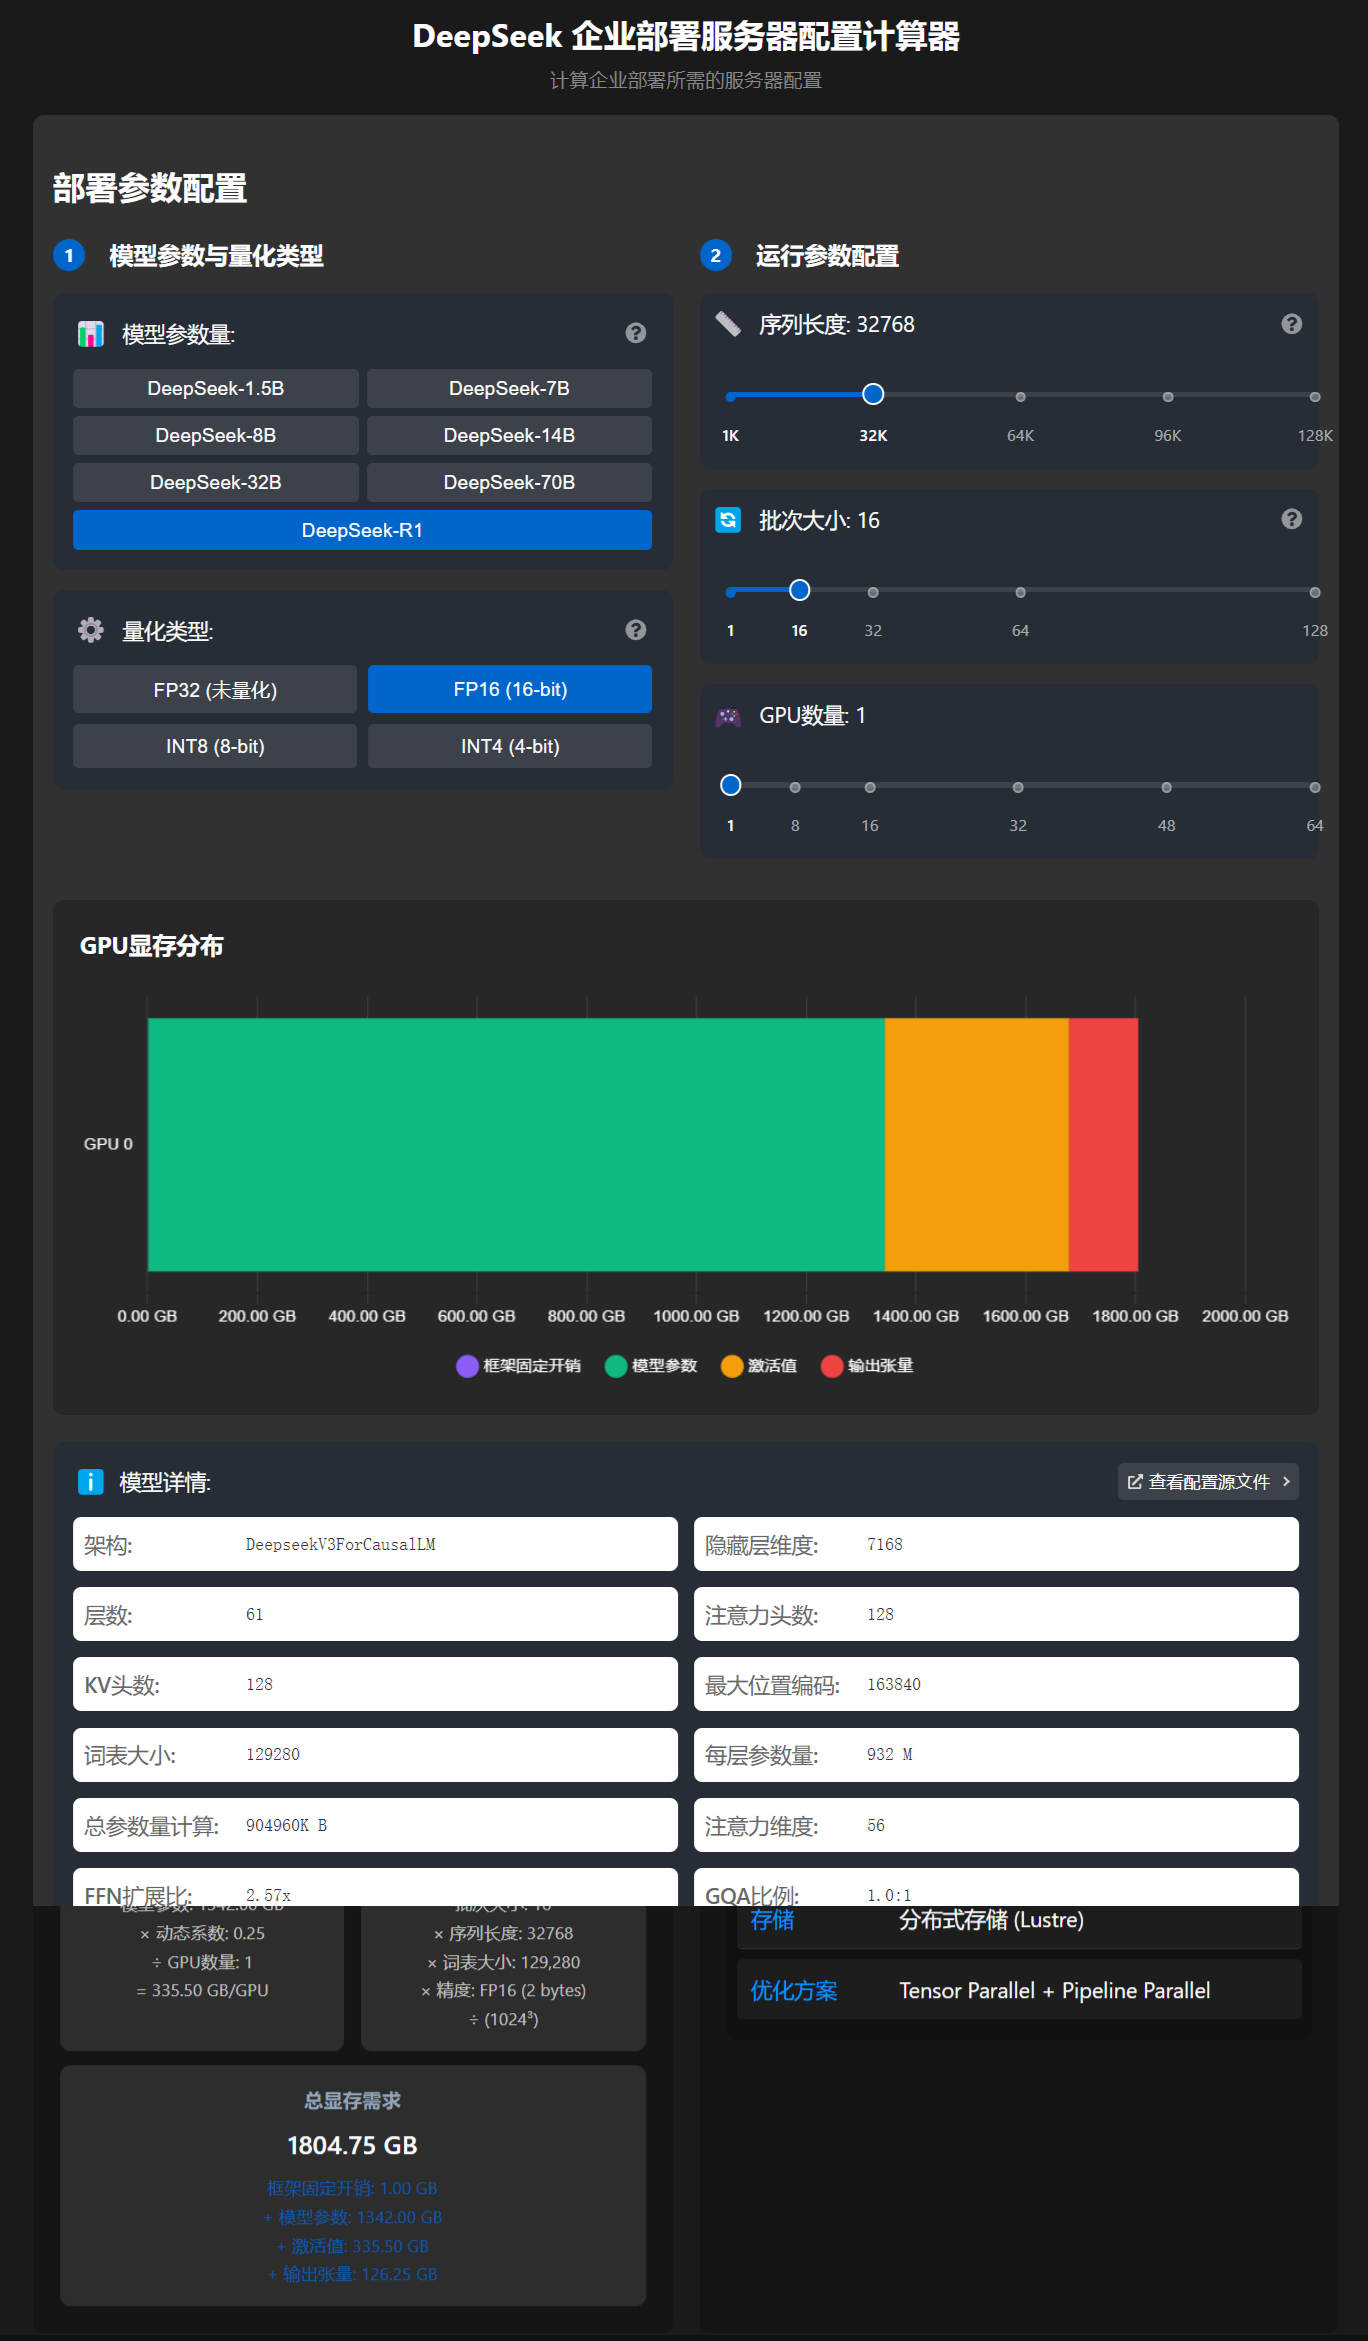 DeepSeek 企业部署服务器配置计算器
计算企业部署所需的服务器配置
部署参数配置
1 模型参数与量化类型
模型参数量:
DeepSeek-1.5B DeepSeek-7B
DeepSeek-8B DeepSeek-14B
DeepSeek-32B DeepSeek-70B
DeepSeek-R1
量化类型:
FP32 (未量化) FP16 (16-bit)
INT8 (8-bit) INT4 (4-bit)
2 运行参数配置
序列长度: 32768
1K 32K 64K 96K 128K
批次大小: 16
1 16 32 64 128
GPU数量: 1
1 8 16 32 48 64
GPU显存分布
GPU 0
0.00 GB 200.00 GB 400.00 GB 600.00 GB 800.00 GB 1000.00 GB 1200.00 GB 1400.00 GB 1600.00 GB 1800.00 GB 2000.00 GB
框架固定开销 模型参数 激活值 输出张量
模型详情: 查看配置源文件
架构: DeepseekV3ForCausalLM 隐藏层维度: 7168
层数: 61 注意力头数: 128
KV头数: 128 最大位置编码: 163840
词表大小: 129280 每层参数量: 932 M
总参数量计算: 904960K B 注意力维度: 56
FFN扩展比: 2.57x GQA比例: 1.0:1
模型参数: 1342.00 GB
× 动态系数: 0.25
÷ GPU数量: 1
= 335.50 GB/GPU
批次大小: 16
× 序列长度: 32768
× 词表大小: 129,280
× 精度: FP16 (2 bytes)
÷ (1024³)
存储 分布式存储 (Lustre)
优化方案 Tensor Parallel + Pipeline Parallel
总显存需求
1804.75 GB
框架固定开销: 1.00 GB
+ 模型参数: 1342.00 GB
+ 激活值: 335.50 GB
+ 输出张量: 126.25 GB